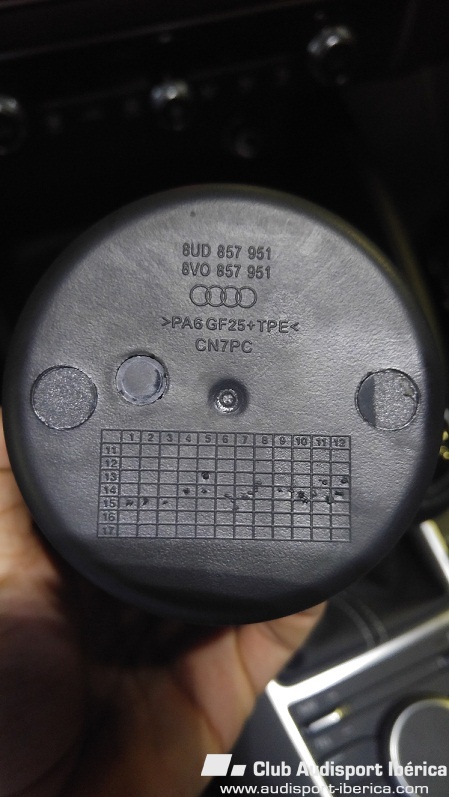 8UD 857 951
8V0 857 951
>PA6 GF25+TPE<
CN7PC
1 2 3 4 5 6 7 8 9 10 11 12
11
12
13
14
15
16
17
Club Audisport Ibérica
www.audisport-iberica.com